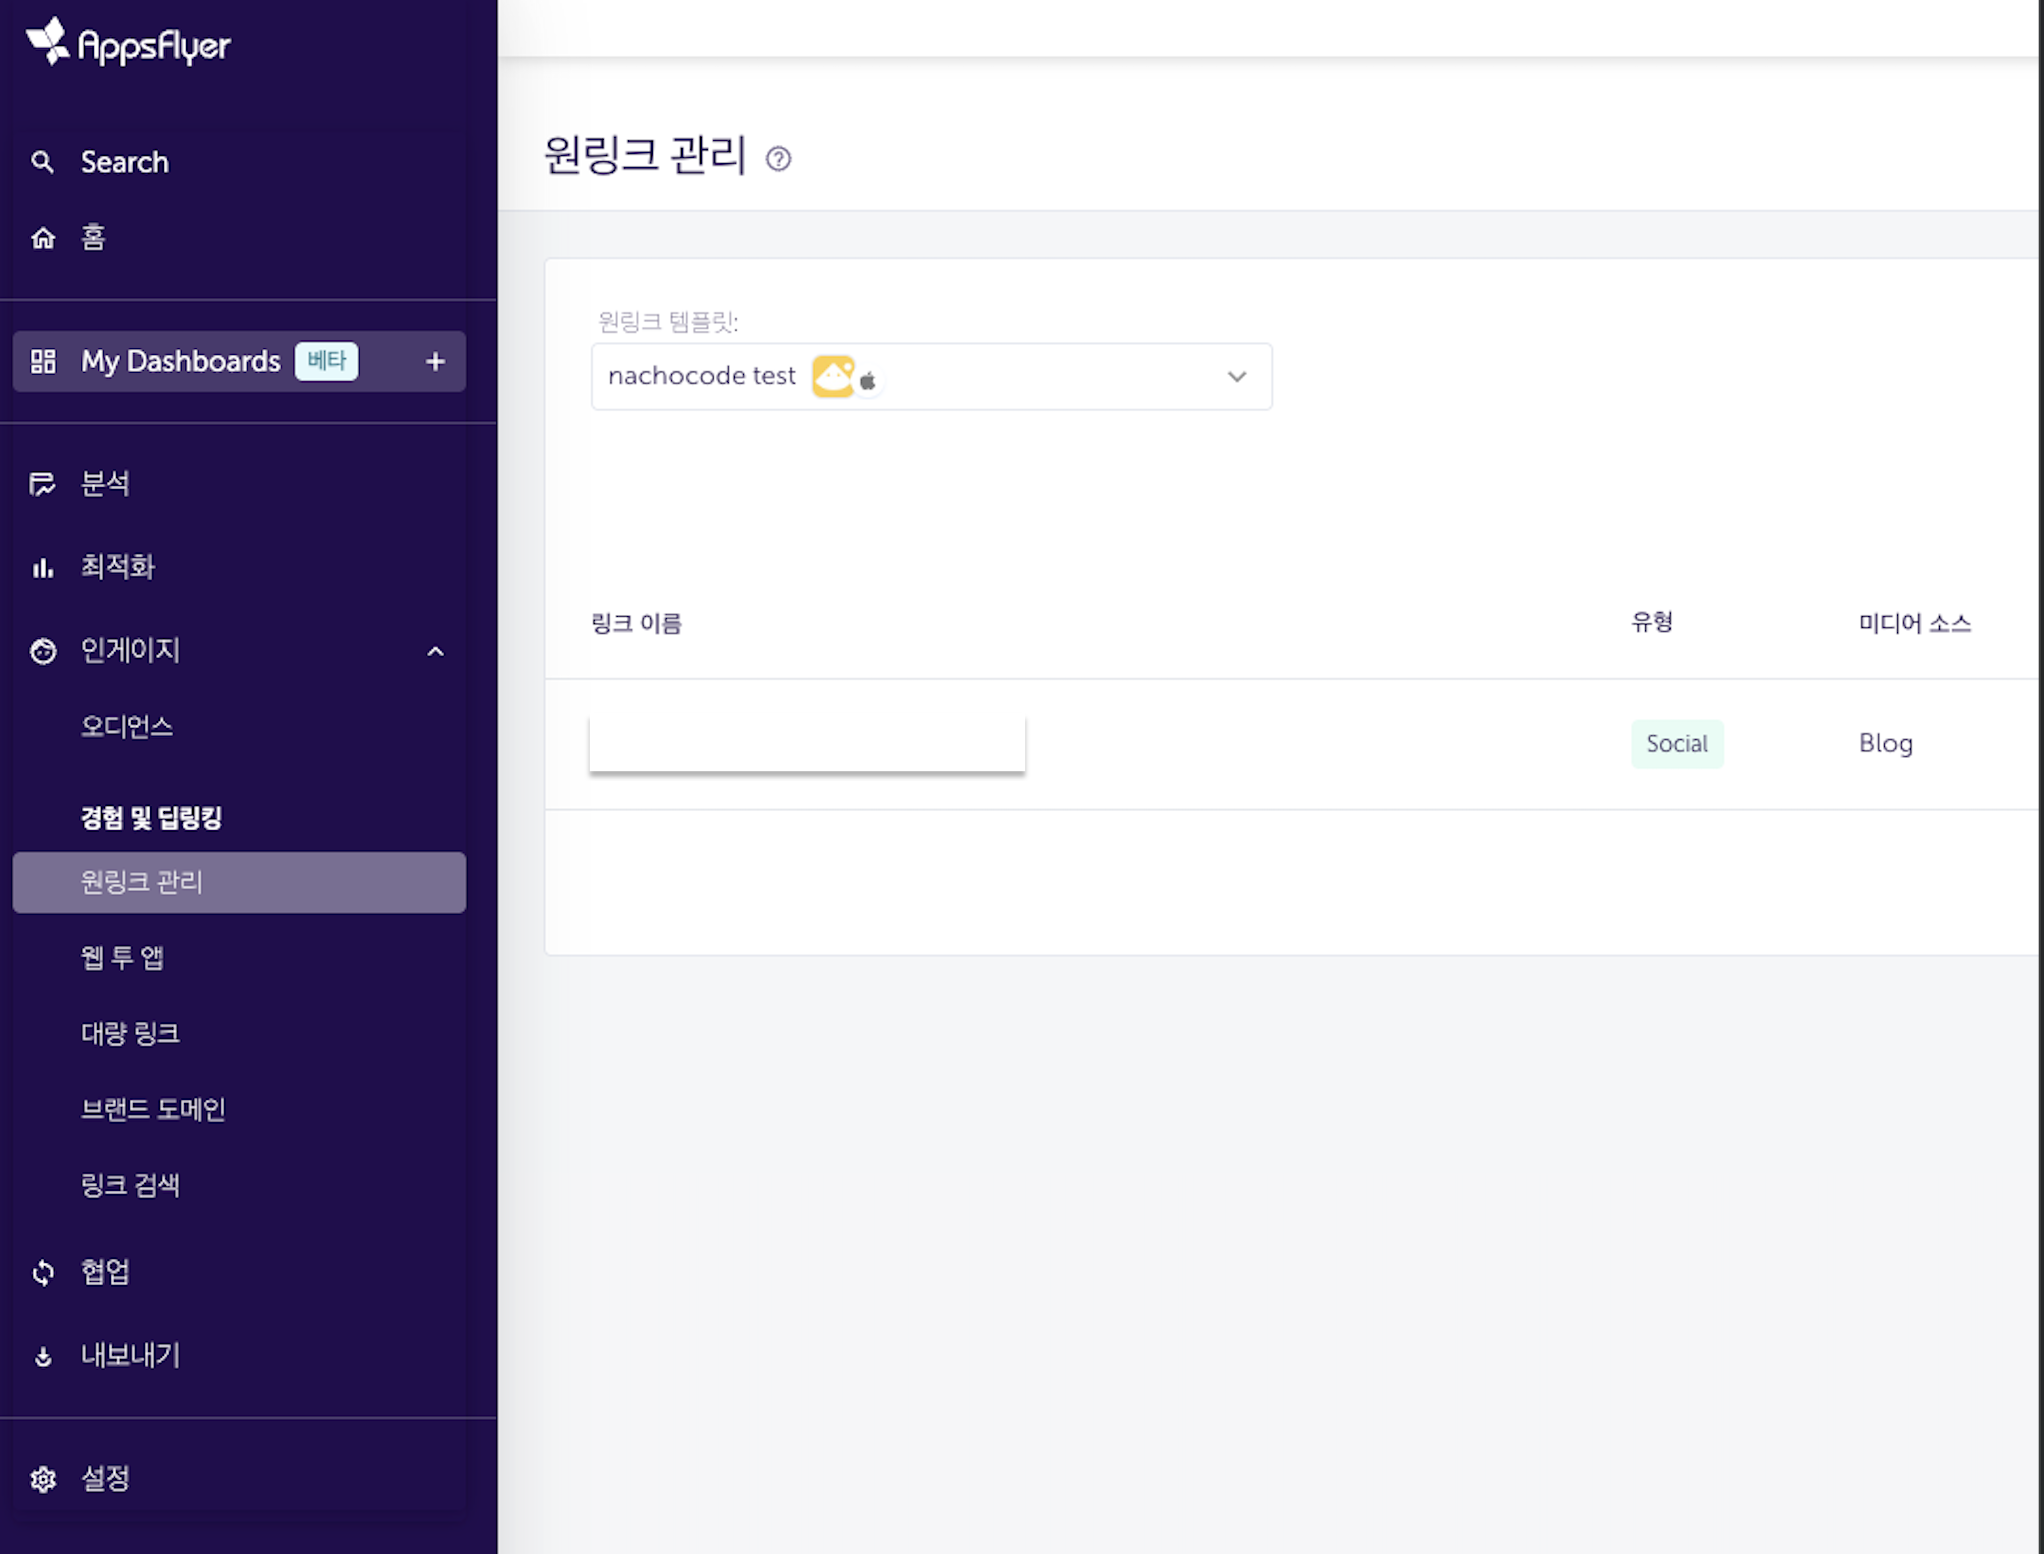 AppsFlyer
Search
홈
My Dashboards 베타 +
분석
최적화
인게이지
오디언스
경험 및 딥링킹
원링크 관리
웹 투 앱
대량 링크
브랜드 도메인
링크 검색
협업
내보내기
설정
원링크 관리 ?
원링크 템플릿:
nachocode test
링크 이름 유형 미디어 소스
Social Blog